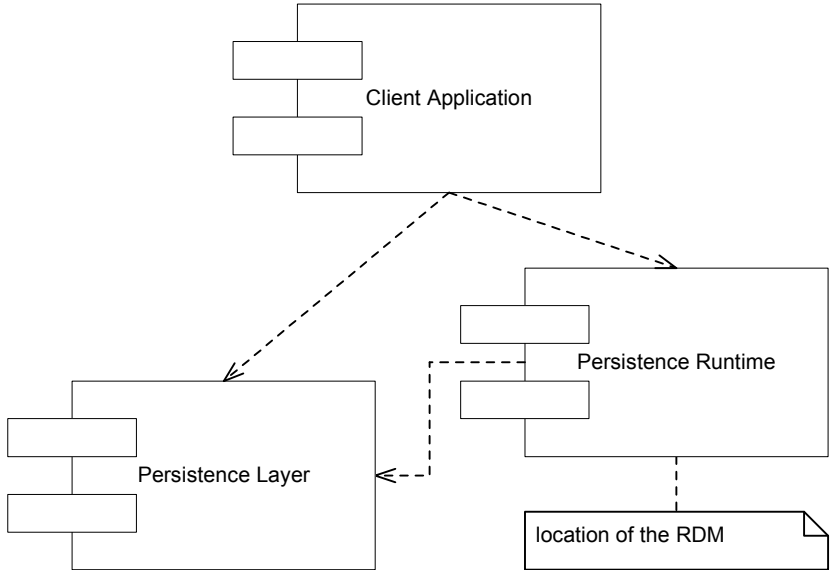 Client Application
Persistence Runtime
Persistence Layer
location of the RDM